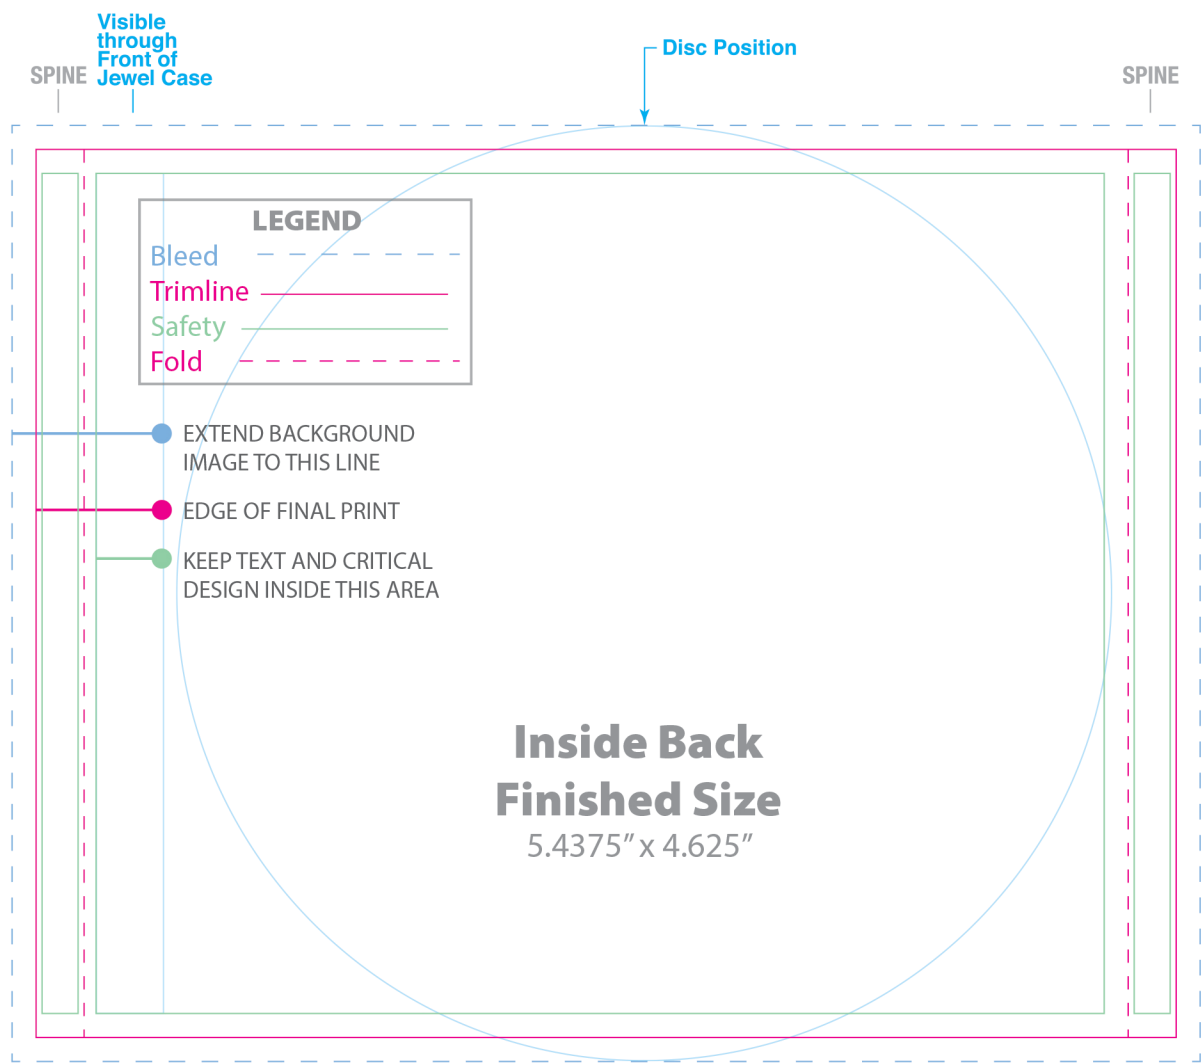 Visible
through
Front of
Jewel Case
SPINE
Disc Position
SPINE
LEGEND
Bleed
Trimline
Safety
Fold
EXTEND BACKGROUND
IMAGE TO THIS LINE
EDGE OF FINAL PRINT
KEEP TEXT AND CRITICAL
DESIGN INSIDE THIS AREA
Inside Back
Finished Size
5.4375” x 4.625”